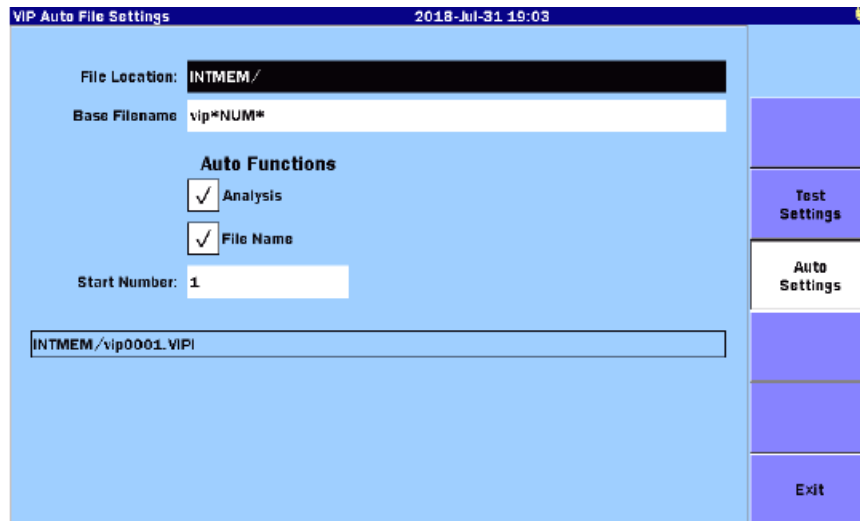 VIP Auto File Settings 2018-Jul-31 19:03
File Location: INTMEM/
Base Filename vip*NUM*
Auto Functions
Analysis
File Name
Start Number: 1
INTMEM/vip0001.VIPI
Test
Settings
Auto
Settings
Exit